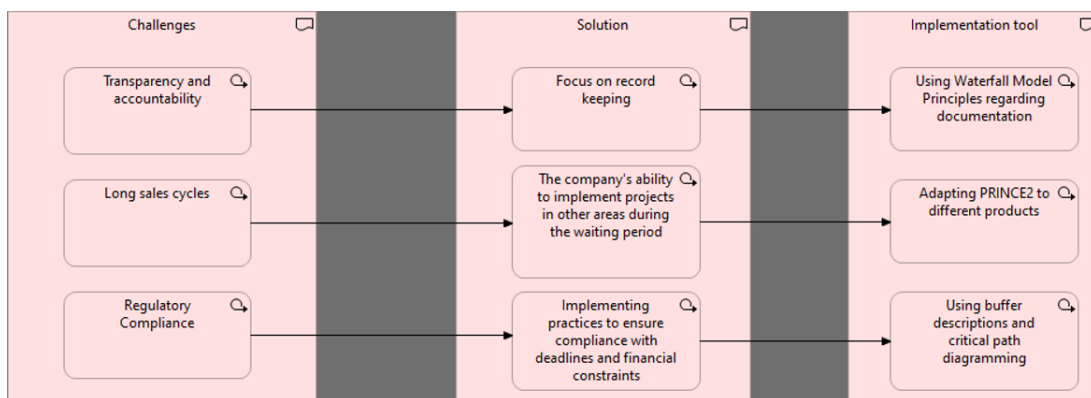 Challenges
Solution
Implementation tool
Transparency and
accountability
Focus on record
keeping
Using Waterfall Model
Principles regarding
documentation
Long sales cycles
The company's ability
to implement projects
in other areas during
the waiting period
Adapting PRINCE2 to
different products
Regulatory
Compliance
Implementing
practices to ensure
compliance with
deadlines and financial
constraints
Using buffer
descriptions and
critical path
diagramming